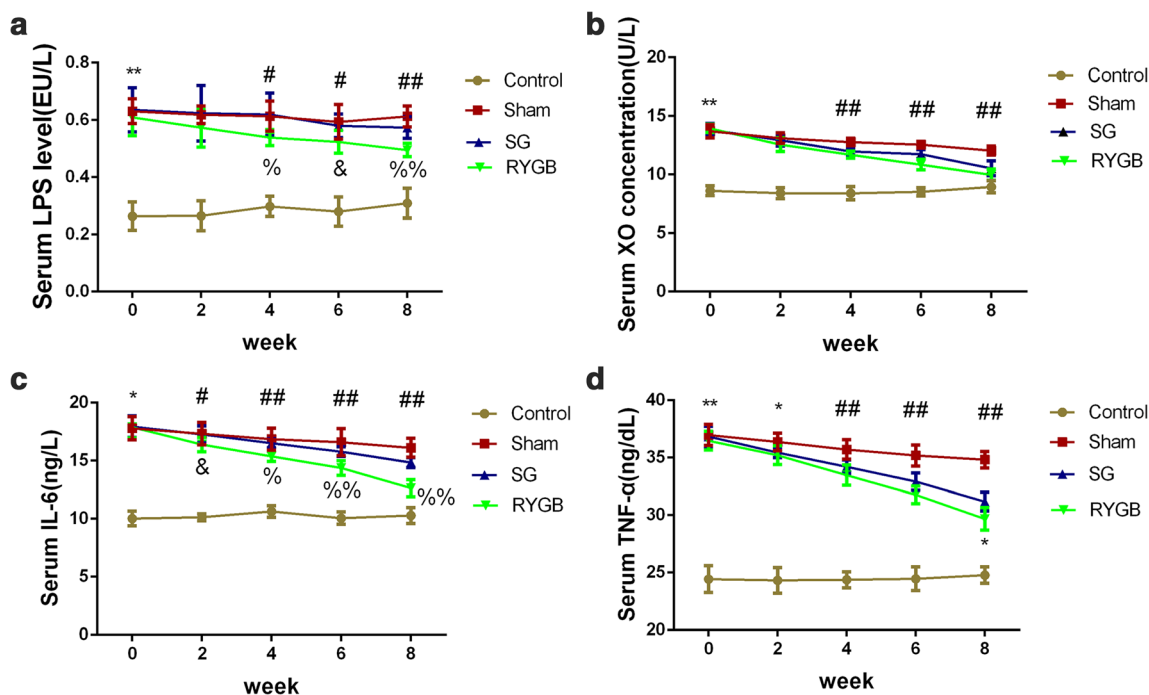 a
Serum LPS level(EU/L)
0.8
0.6
0.4
0.2
0.0
** # # ##
% & %%
0 2 4 6 8
week
Control
Sham
SG
RYGB
b
Serum XO concentration(U/L)
20
15
10
5
0
** ## ## ##
0 2 4 6 8
week
Control
Sham
SG
RYGB
c
Serum IL-6(ng/L)
20
15
10
5
0
* # ## ## ##
& % %% %%
0 2 4 6 8
week
Control
Sham
SG
RYGB
d
Serum TNF-α(ng/dL)
40
35
30
25
20
** * ## ## ##
*
0 2 4 6 8
week
Control
Sham
SG
RYGB